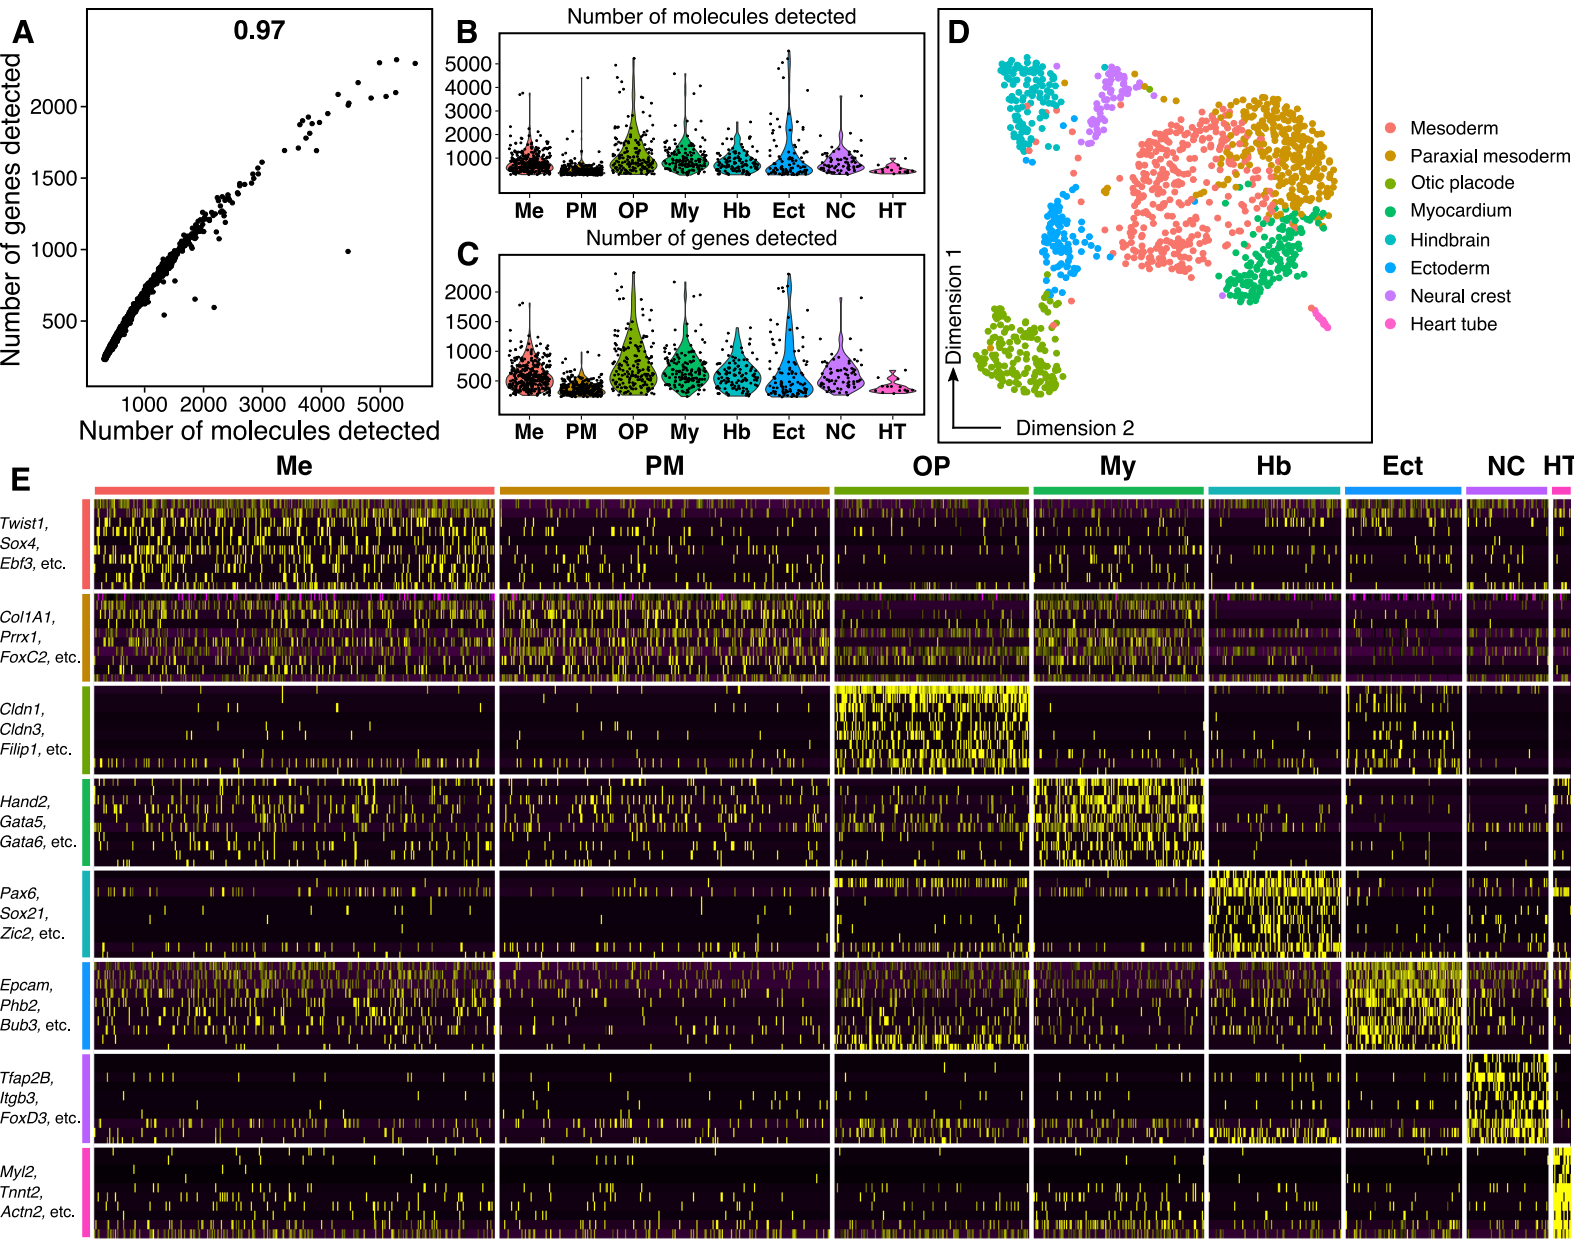 A
0.97
Number of genes detected
2000
1500
1000
500
1000 2000 3000 4000 5000
Number of molecules detected
B
Number of molecules detected
5000
4000
3000
2000
1000
Me PM OP My Hb Ect NC HT
C
Number of genes detected
2000
1500
1000
500
Me PM OP My Hb Ect NC HT
D
Dimension 1
Dimension 2
Mesoderm
Paraxial mesoderm
Otic placode
Myocardium
Hindbrain
Ectoderm
Neural crest
Heart tube
E
Me PM OP My Hb Ect NC HT
Twist1,
Sox4,
Ebf3, etc.
Col1A1,
Prrx1,
FoxC2, etc.
Cldn1,
Cldn3,
Filip1, etc.
Hand2,
Gata5,
Gata6, etc.
Pax6,
Sox21,
Zic2, etc.
Epcam,
Phb2,
Bub3, etc.
Tfap2B,
Itgb3,
FoxD3, etc.
Myl2,
Tnnt2,
Actn2, etc.